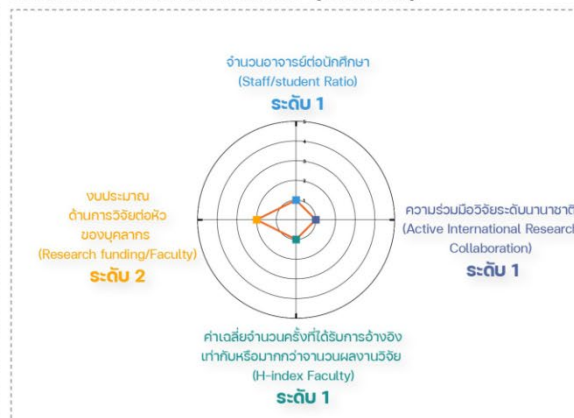 จำนวนอาจารย์ต่อนักศึกษา
(Staff/student Ratio)
ระดับ 1
5
4
3
งบประมาณ
ด้านการวิจัยต่อหัว
ของบุคลากร
(Research funding/Faculty)
ระดับ 2
ความร่วมมือวิจัยระดับนานาชาติ
(Active International Research
Collaboration)
ระดับ 1
ค่าเฉลี่ยจำนวนครั้งที่ได้รับการอ้างอิง
เท่ากับหรือมากกว่าจานวนผลงานวิจัย
(H-index Faculty)
ระดับ 1